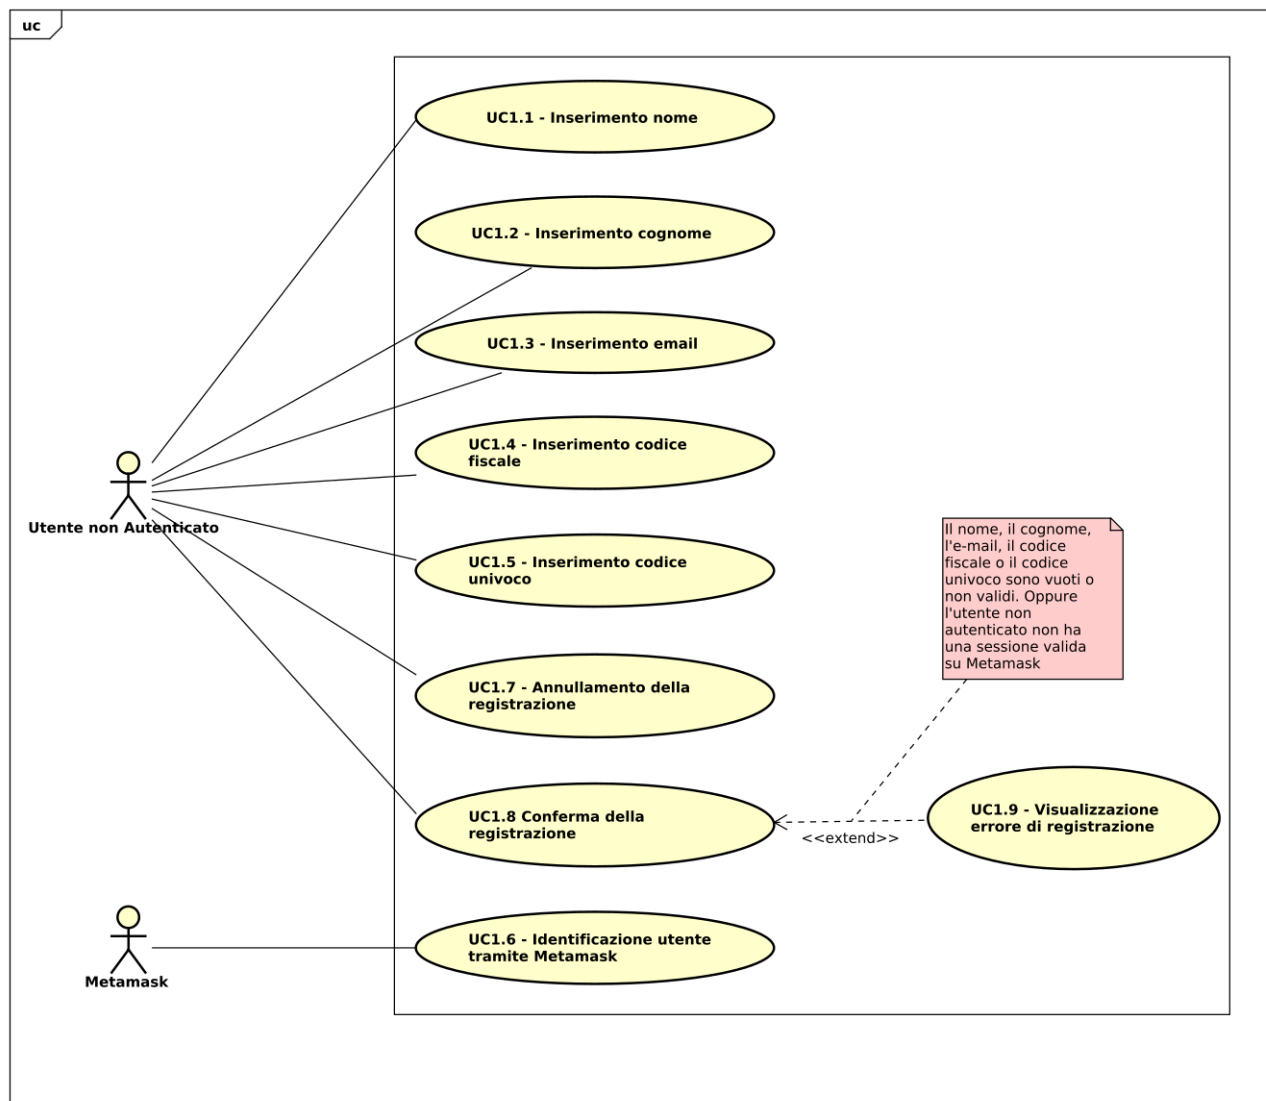 uc
UC1.1 - Inserimento nome
UC1.2 - Inserimento cognome
UC1.3 - Inserimento email
UC1.4 - Inserimento codice
fiscale
Utente non Autenticato
UC1.5 - Inserimento codice
univoco
Il nome, il cognome,
l'e-mail, il codice
fiscale o il codice
univoco sono vuoti o
non validi. Oppure
l'utente non
autenticato non ha
una sessione valida
su Metamask
UC1.7 - Annullamento della
registrazione
UC1.8 Conferma della
registrazione
<<extend>>
UC1.9 - Visualizzazione
errore di registrazione
UC1.6 - Identificazione utente
tramite Metamask
Metamask